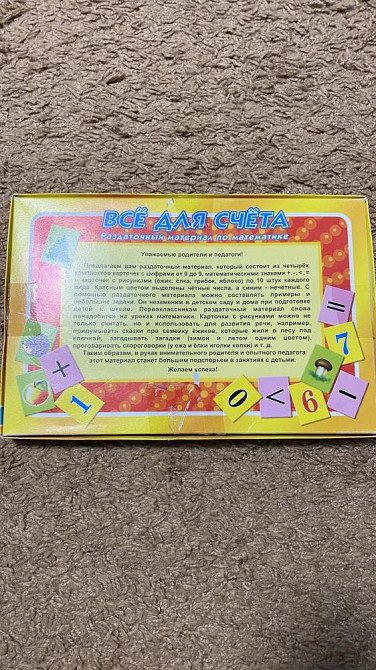 ВСЁ ДЛЯ СЧЁТА
Раздаточный материал по математике
Уважаемые родители и педагоги!
Предлагаем вам раздаточный материал, который состоит из четырёх
комплектов карточек с цифрами от 0 до 9, математическими знаками +, -, <, =
и карточек с рисунками (ёжик, ёлка, грибок, яблоко) по 10 штук каждого
вида. Красным цветом выделены чётные числа, а синим - нечётные. С
помощью раздаточного материала можно составлять примеры и
небольшие задачи. Он незаменим в детском саду и дома при подготовке
детей к школе. Первоклассникам раздаточный материал снова
понадобится на уроках математики. Карточки с рисунками можно не
только считать, но и использовать для развития речи, например,
придумывать сказки про семейку ёжиков, которые жили в лесу под
ёлочкой, загадывать загадки (зимой и летом одним цветом),
проговаривать скороговорки (у ежа и ёлки иголки колки) и т. д.
Таким образом, в руках внимательного родителя и опытного педагога
этот материал станет большим подспорьем в занятиях с детьми.
Желаем успеха!
=
7
+
1
0
<
6
-